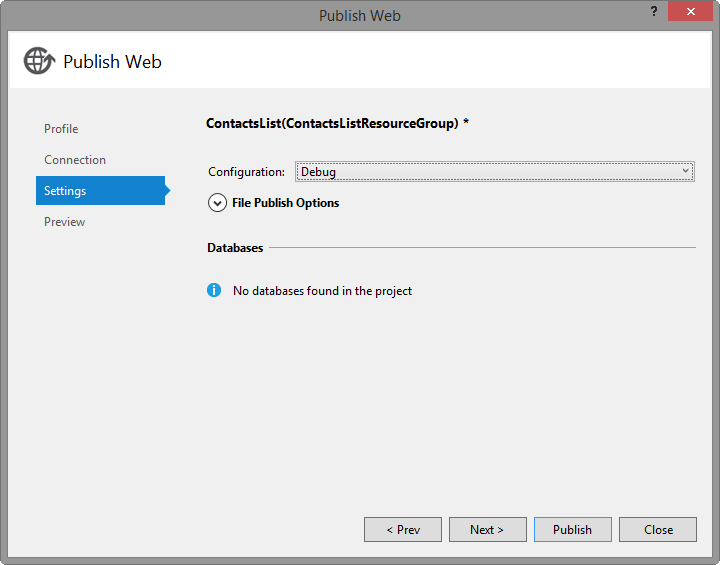 Publish Web
?
Publish Web
Profile
Connection
Settings
Preview
ContactsList(ContactsListResourceGroup) *
Configuration: Debug
File Publish Options
Databases
No databases found in the project
< Prev Next > Publish Close